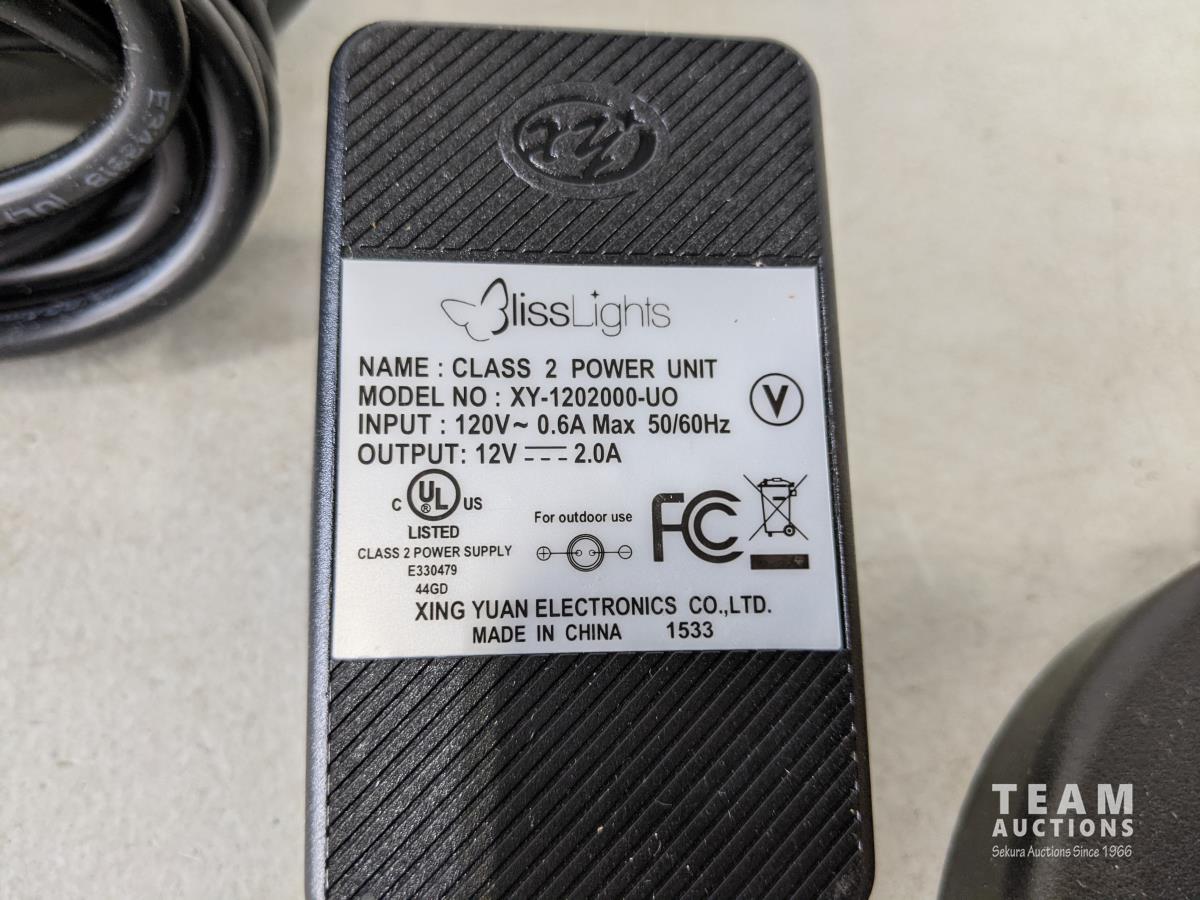 XY
BlissLights
NAME : CLASS 2 POWER UNIT
MODEL NO : XY-1202000-UO
INPUT : 120V~ 0.6A Max 50/60Hz
OUTPUT: 12V⎓2.0A
V
C UL® US
LISTED
CLASS 2 POWER SUPPLY
E330479
44GD
For outdoor use
FC
XING YUAN ELECTRONICS CO.,LTD.
MADE IN CHINA 1533
TEAM
AUCTIONS
Sekura Auctions Since 1966